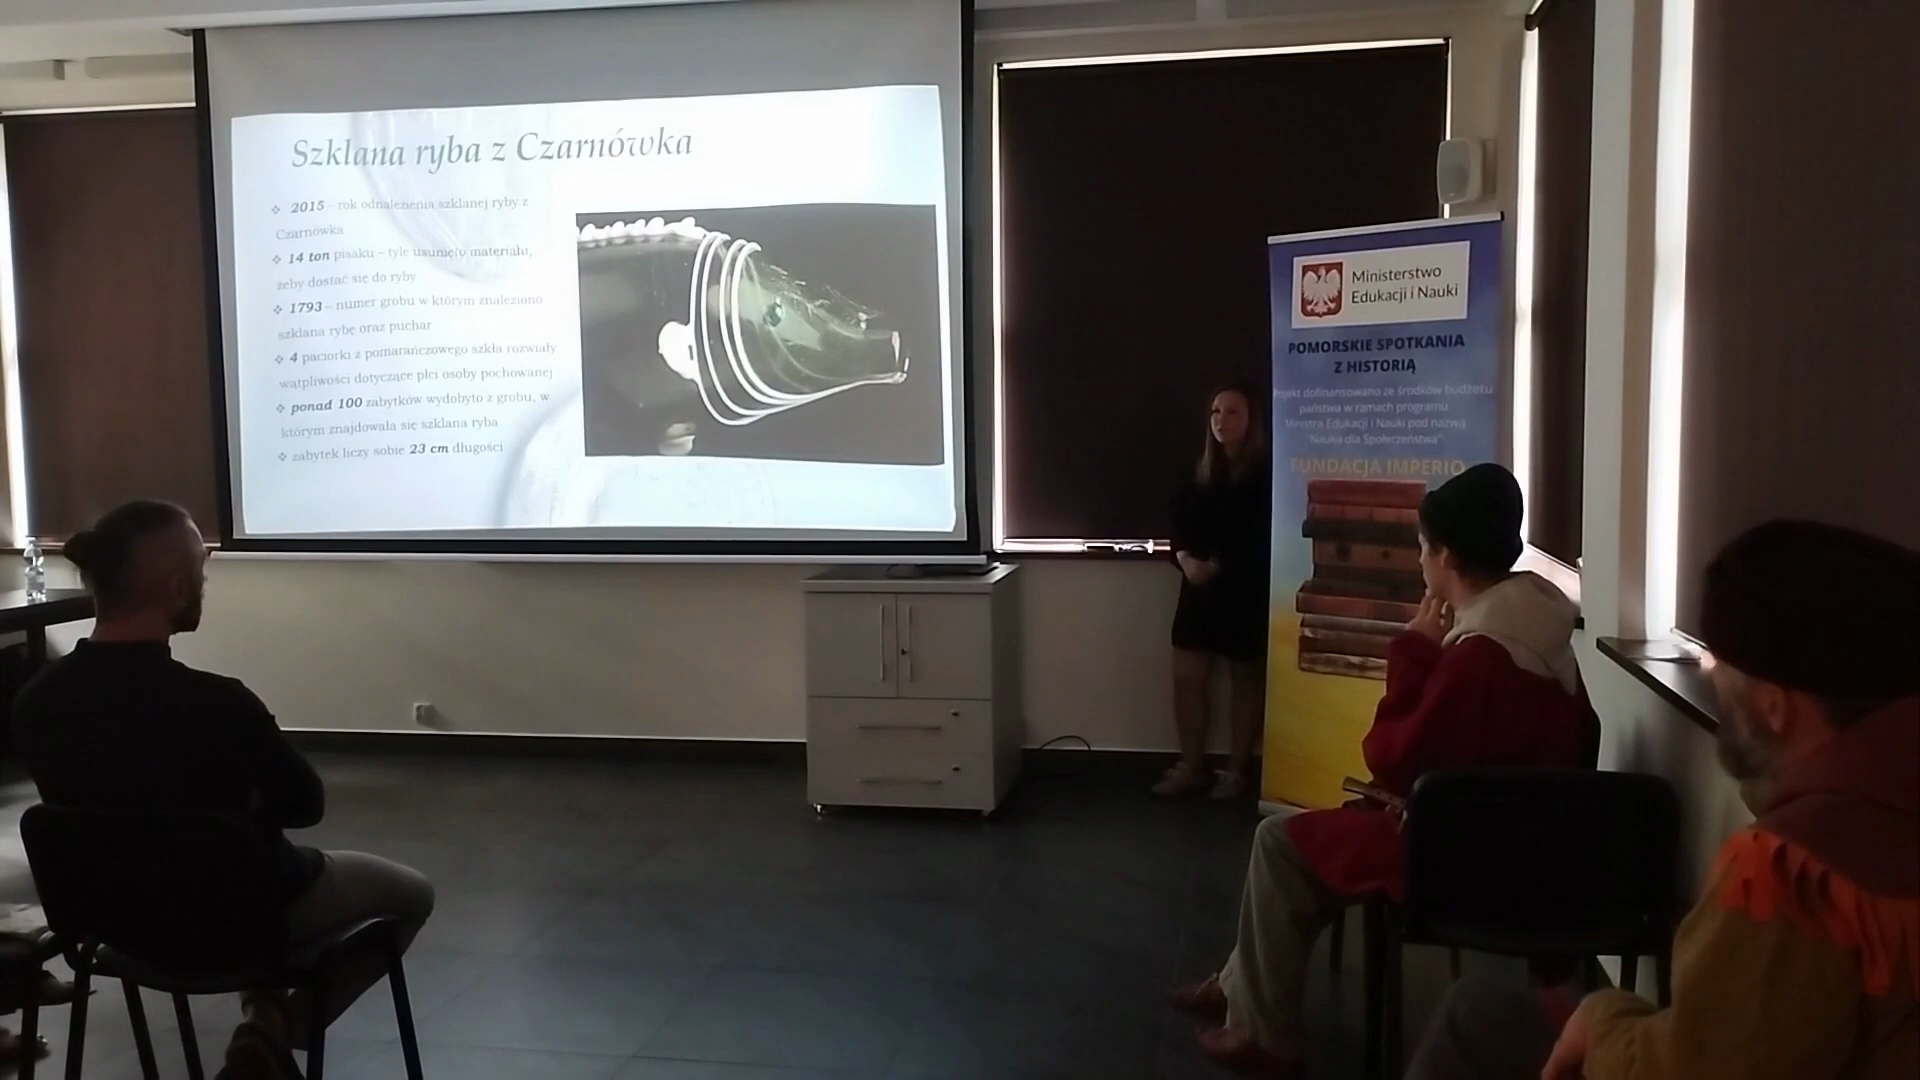 Szklana ryba z Czarnówka
❖ 2015 – rok odnalezienia szklanej ryby z
Czarnówka
❖ 14 ton pisaku – tyle usunięto materiału,
żeby dostać się do ryby
❖ 1793 – numer grobu w którym znaleziono
szklana rybę oraz puchar
❖ 4 paciorki z pomarańczowego szkła rozwiały
wątpliwości dotyczące płci osoby pochowanej
❖ ponad 100 zabytków wydobyto z grobu, w
którym znajdowała się szklana ryba
❖ zabytek liczy sobie 23 cm długości
Ministerstwo
Edukacji i Nauki
POMORSKIE SPOTKANIA
Z HISTORIĄ
Projekt dofinansowano ze środków budżetu
państwa w ramach programu
Ministra Edukacji i Nauki pod nazwą
"Nauka dla Społeczeństwa"
FUNDACJA IMPERIO